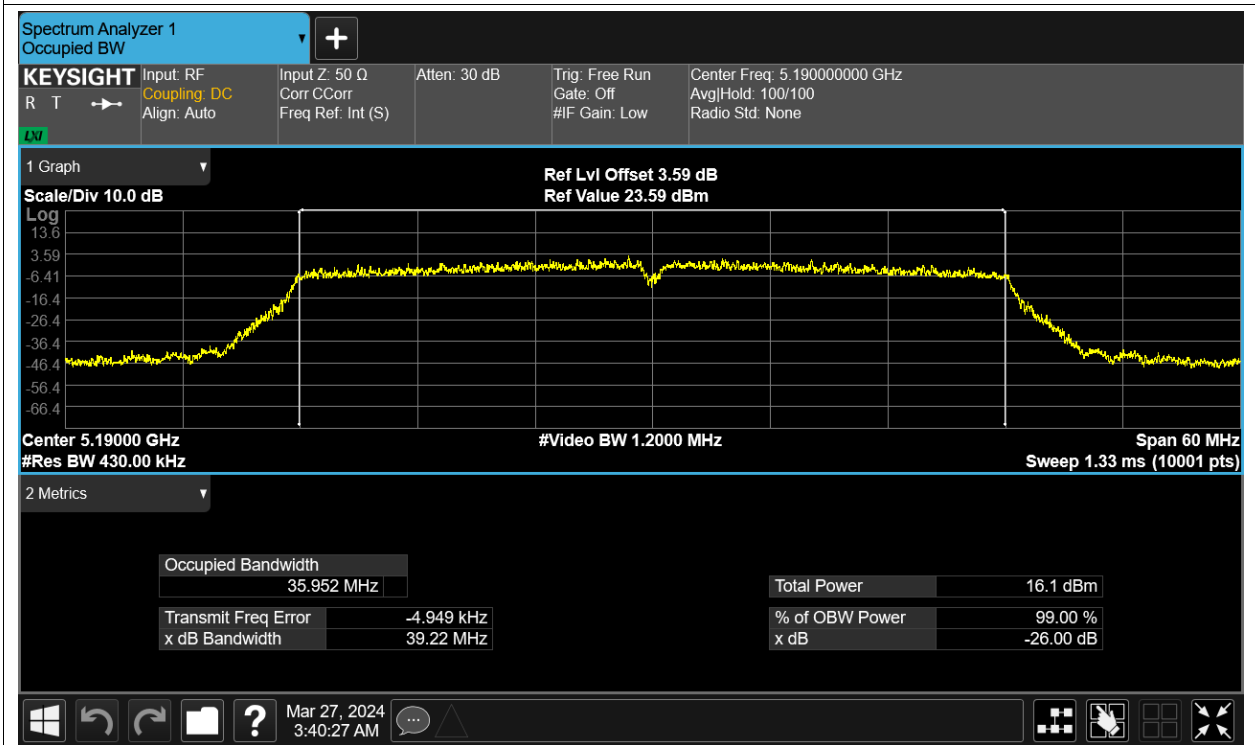 Spectrum Analyzer 1
Occupied BW
KEYSIGHT
R T
LXI
Input: RF
Coupling: DC
Align: Auto
Input Z: 50 Ω
Corr CCorr
Freq Ref: Int (S)
Atten: 30 dB
Trig: Free Run
Gate: Off
#IF Gain: Low
Center Freq: 5.190000000 GHz
Avg|Hold: 100/100
Radio Std: None
1 Graph
Scale/Div 10.0 dB
Ref Lvl Offset 3.59 dB
Ref Value 23.59 dBm
Log
13.6
3.59
-6.41
-16.4
-26.4
-36.4
-46.4
-56.4
-66.4
Center 5.19000 GHz
#Video BW 1.2000 MHz
Span 60 MHz
#Res BW 430.00 kHz
Sweep 1.33 ms (10001 pts)
2 Metrics
Occupied Bandwidth
35.952 MHz
Total Power 16.1 dBm
Transmit Freq Error -4.949 kHz
% of OBW Power 99.00 %
x dB Bandwidth 39.22 MHz
x dB -26.00 dB
?
Mar 27, 2024
3:40:27 AM